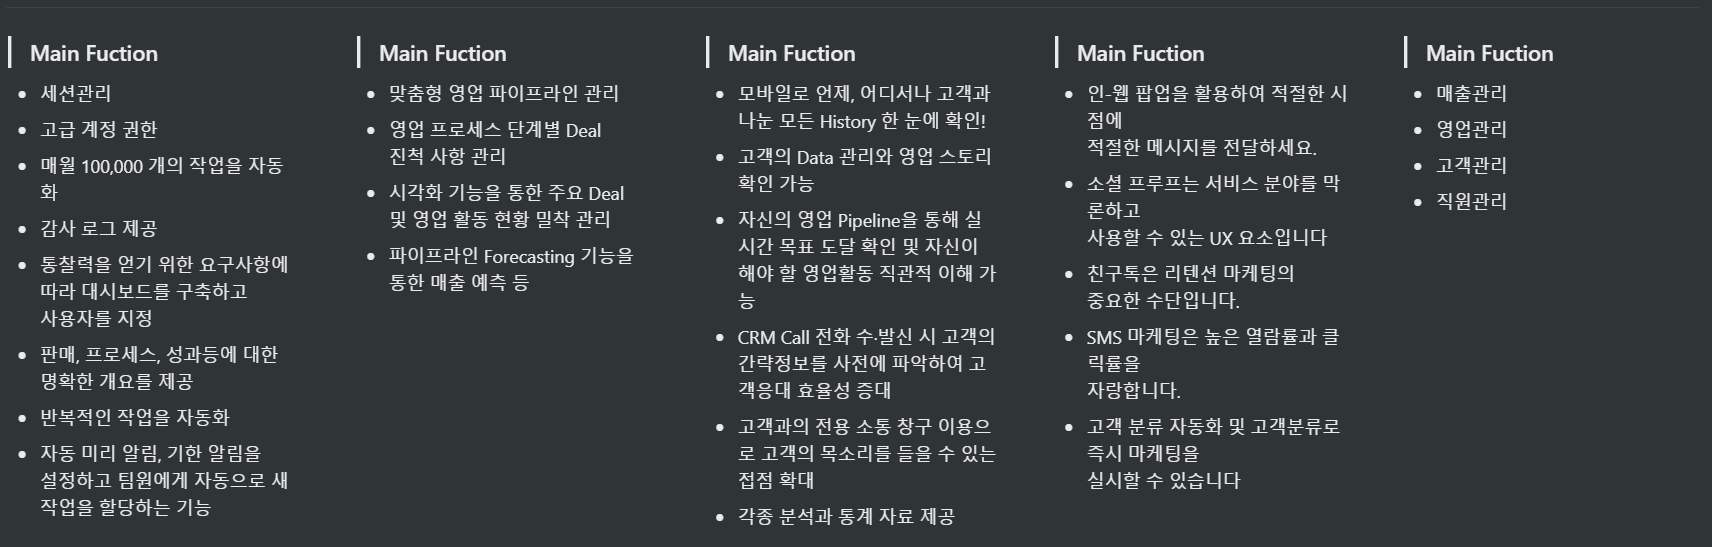 Main Fuction
세션관리
고급 계정 권한
매월 100,000 개의 작업을 자동
화
감사 로그 제공
통찰력을 얻기 위한 요구사항에
따라 대시보드를 구축하고
사용자를 지정
판매, 프로세스, 성과등에 대한
명확한 개요를 제공
반복적인 작업을 자동화
자동 미리 알림, 기한 알림을
설정하고 팀원에게 자동으로 새
작업을 할당하는 기능
Main Fuction
맞춤형 영업 파이프라인 관리
영업 프로세스 단계별 Deal
진척 사항 관리
시각화 기능을 통한 주요 Deal
및 영업 활동 현황 밀착 관리
파이프라인 Forecasting 기능을
통한 매출 예측 등
Main Fuction
모바일로 언제, 어디서나 고객과
나눈 모든 History 한 눈에 확인!
고객의 Data 관리와 영업 스토리
확인 가능
자신의 영업 Pipeline을 통해 실
시간 목표 도달 확인 및 자신이
해야 할 영업활동 직관적 이해 가
능
CRM Call 전화 수·발신 시 고객의
간략정보를 사전에 파악하여 고
객응대 효율성 증대
고객과의 전용 소통 창구 이용으
로 고객의 목소리를 들을 수 있는
접점 확대
각종 분석과 통계 자료 제공
Main Fuction
인-웹 팝업을 활용하여 적절한 시
점에
적절한 메시지를 전달하세요.
소셜 프루프는 서비스 분야를 막
론하고
사용할 수 있는 UX 요소입니다
친구톡은 리텐션 마케팅의
중요한 수단입니다.
SMS 마케팅은 높은 열람률과 클
릭률을
자랑합니다.
고객 분류 자동화 및 고객분류로
즉시 마케팅을
실시할 수 있습니다
Main Fuction
매출관리
영업관리
고객관리
직원관리